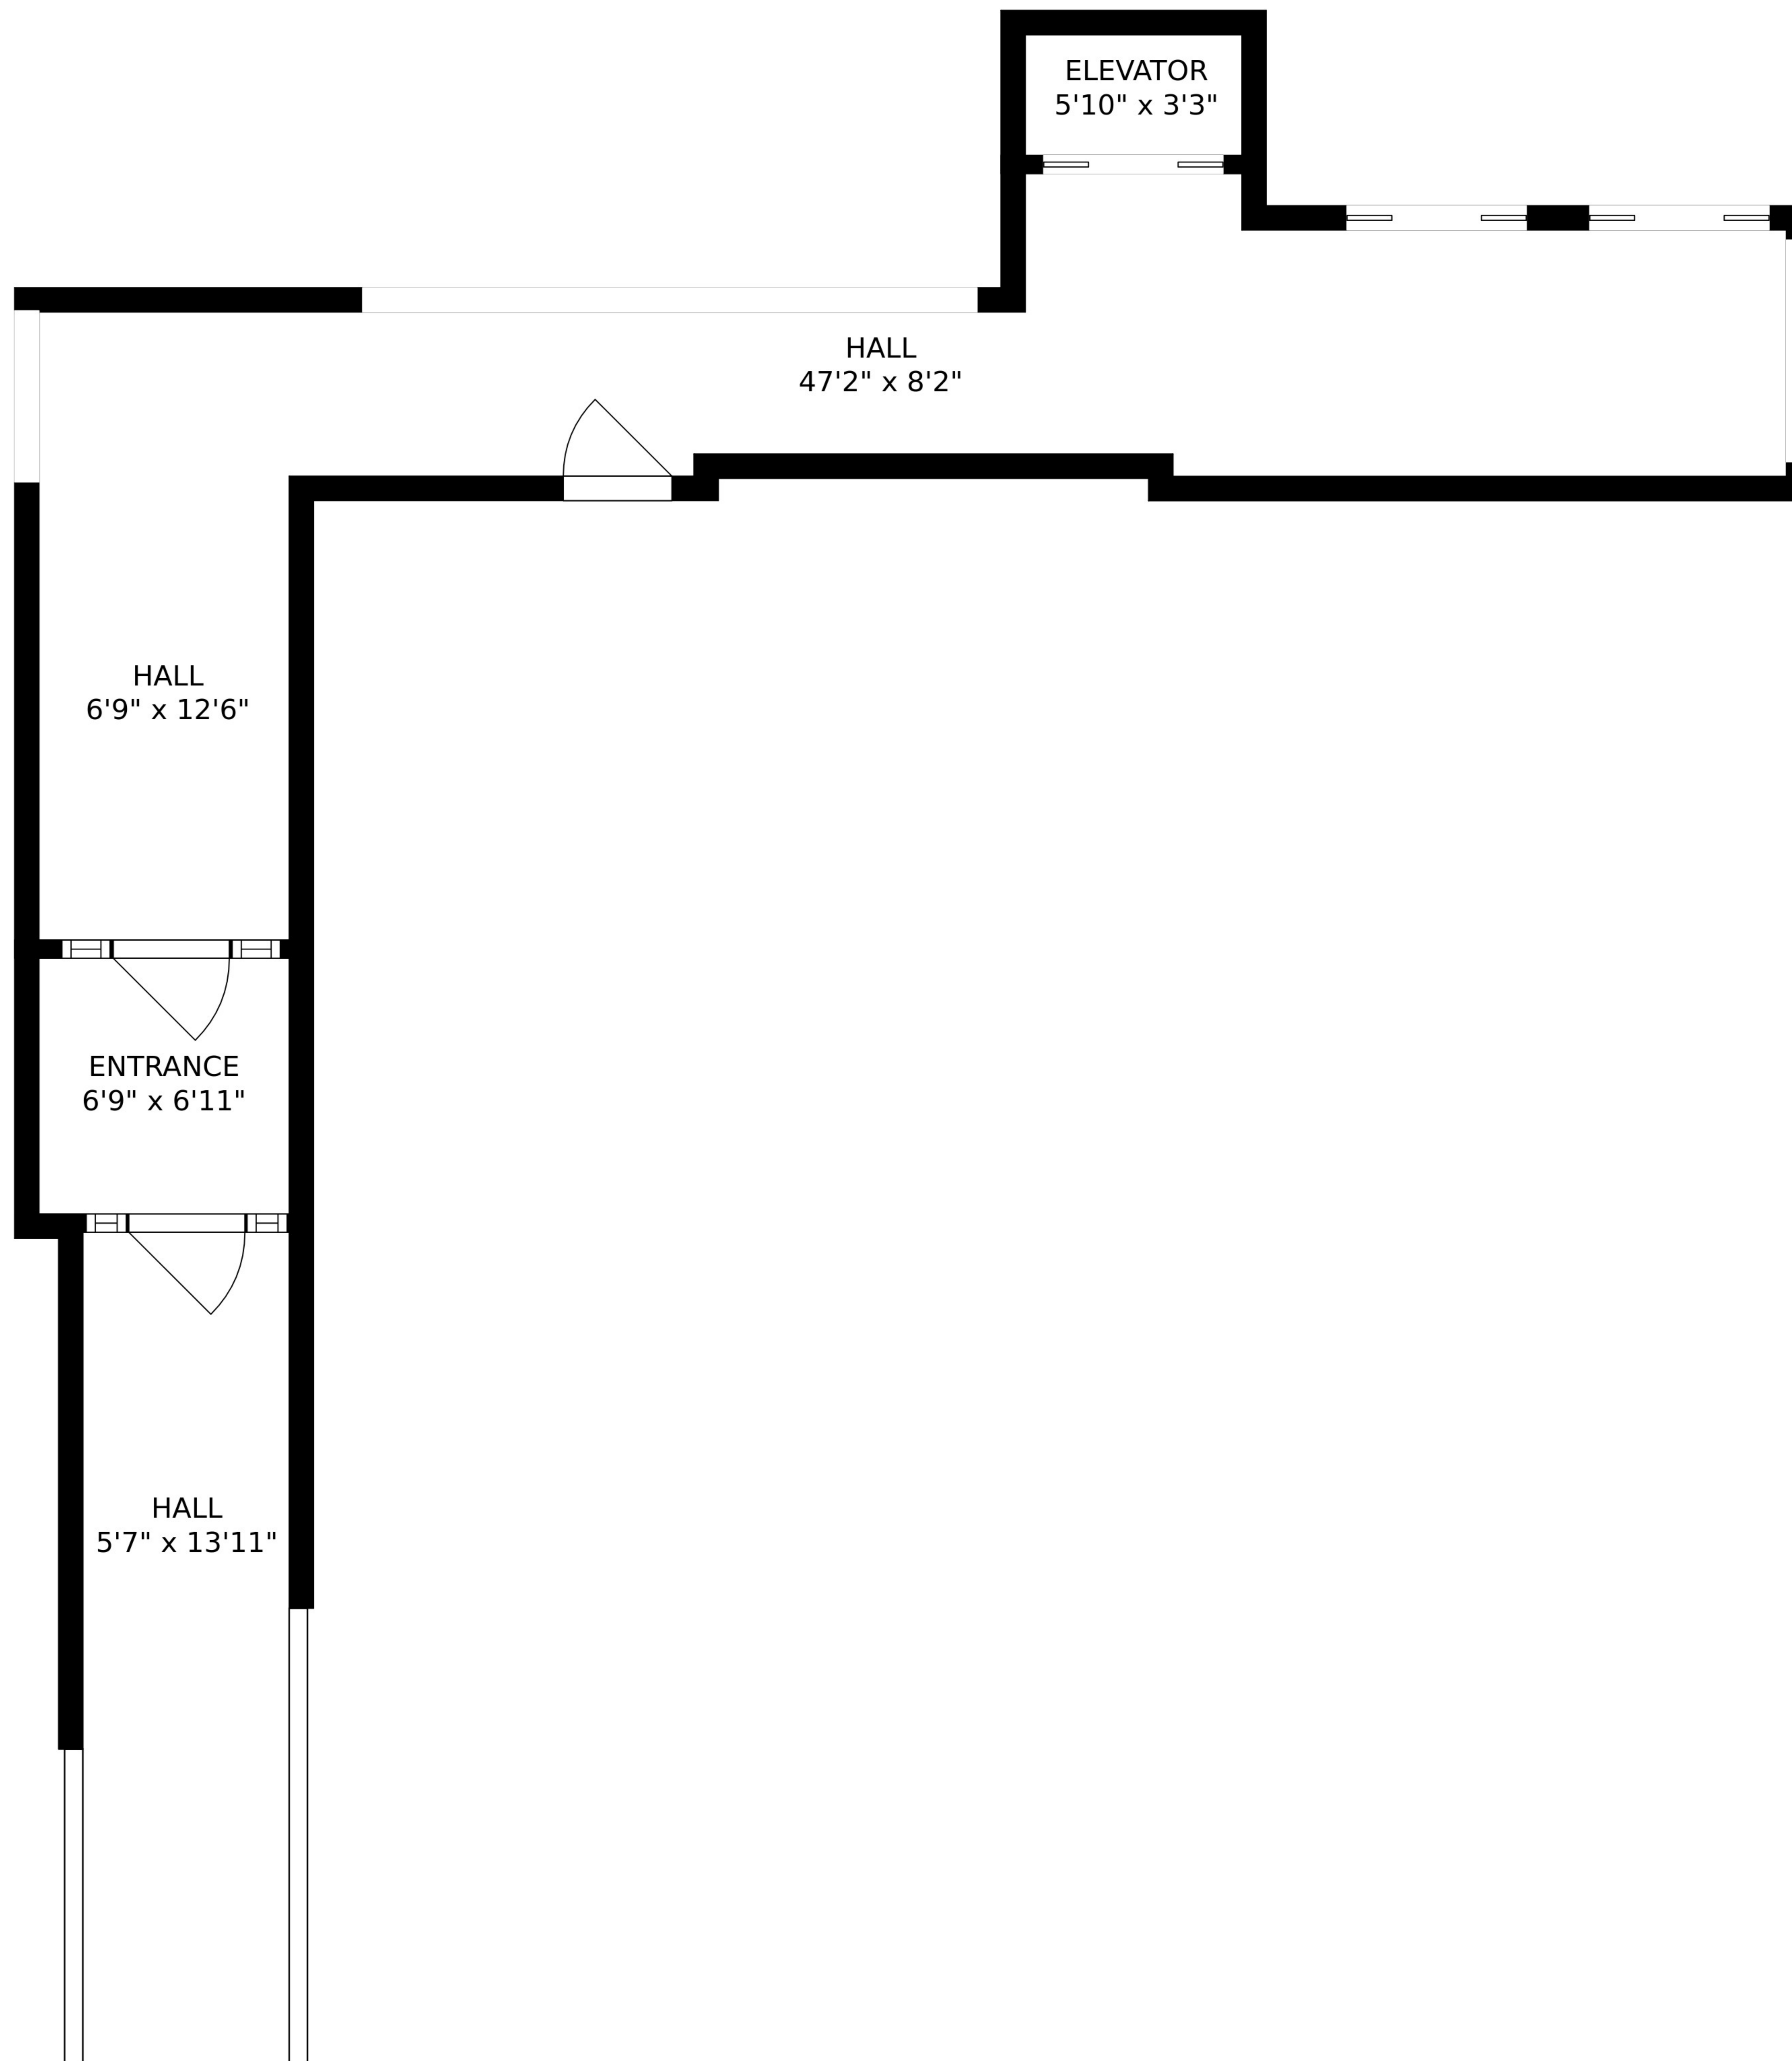 ELEVATOR
5'10" x 3'3"
HALL
47'2" x 8'2"
HALL
6'9" x 12'6"
ENTRANCE
6'9" x 6'11"
HALL
5'7" x 13'11"